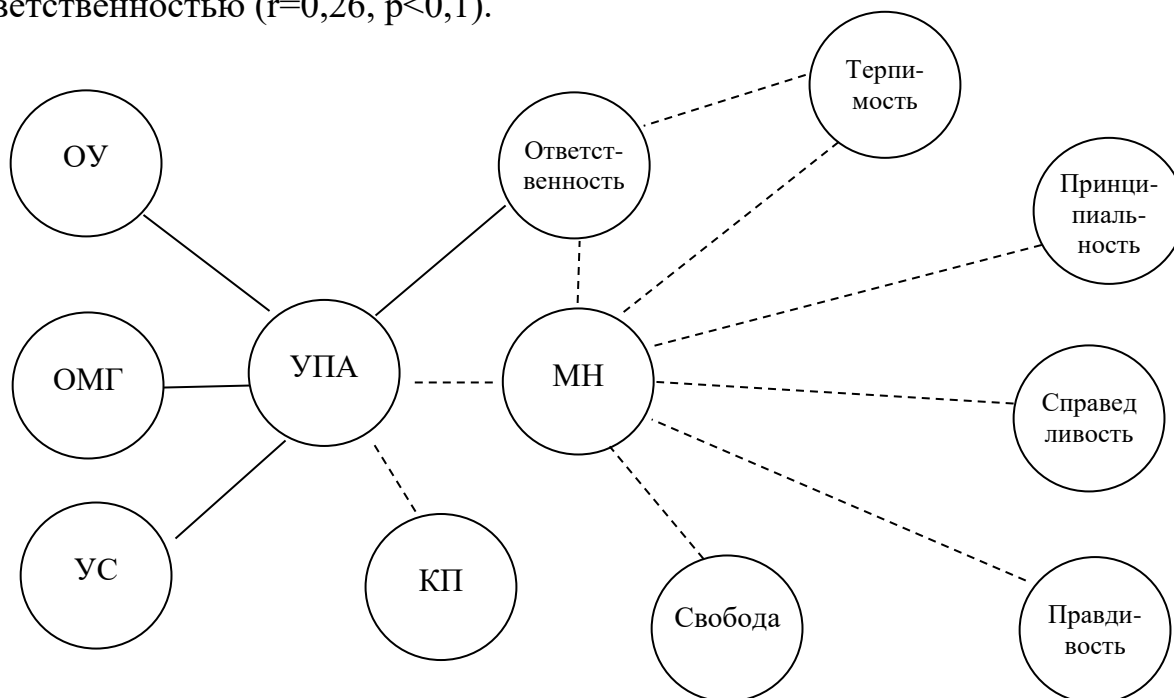 ветственностью (r=0,26, p<0,1).
Терпи-
мость
ОУ
Ответст-
венность
Принци-
пиаль-
ность
ОМГ
УПА
МН
Справед
ливость
УС
КП
Свобода
Правди-
вость